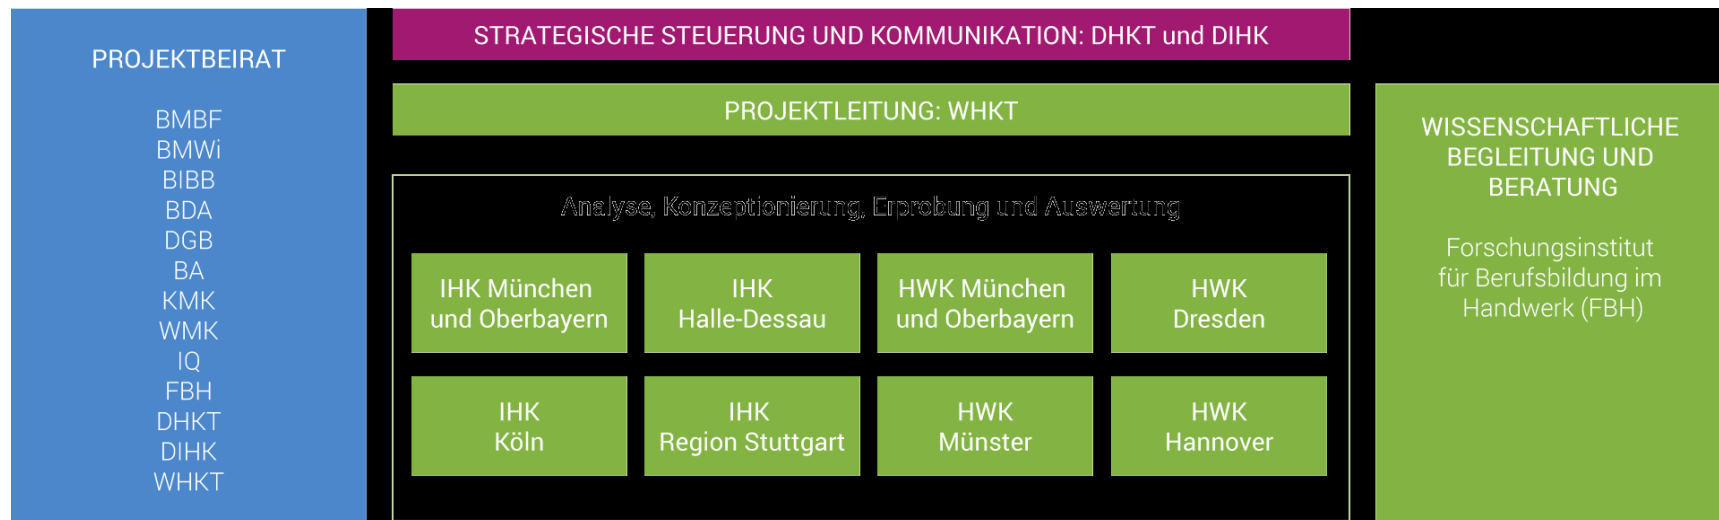 PROJEKTBEIRAT
BMBF
BMWi
BIBB
BDA
DGB
BA
KMK
WMK
IQ
FBH
DHKT
DIHK
WHKT
STRATEGISCHE STEUERUNG UND KOMMUNIKATION: DHKT und DIHK
PROJEKTLEITUNG: WHKT
Analyse, Konzeptionierung, Erprobung und Auswertung
IHK München
und Oberbayern
IHK
Halle-Dessau
HWK München
und Oberbayern
HWK
Dresden
IHK
Köln
IHK
Region Stuttgart
HWK
Münster
HWK
Hannover
WISSENSCHAFTLICHE
BEGLEITUNG UND
BERATUNG
Forschungsinstitut
für Berufsbildung im
Handwerk (FBH)